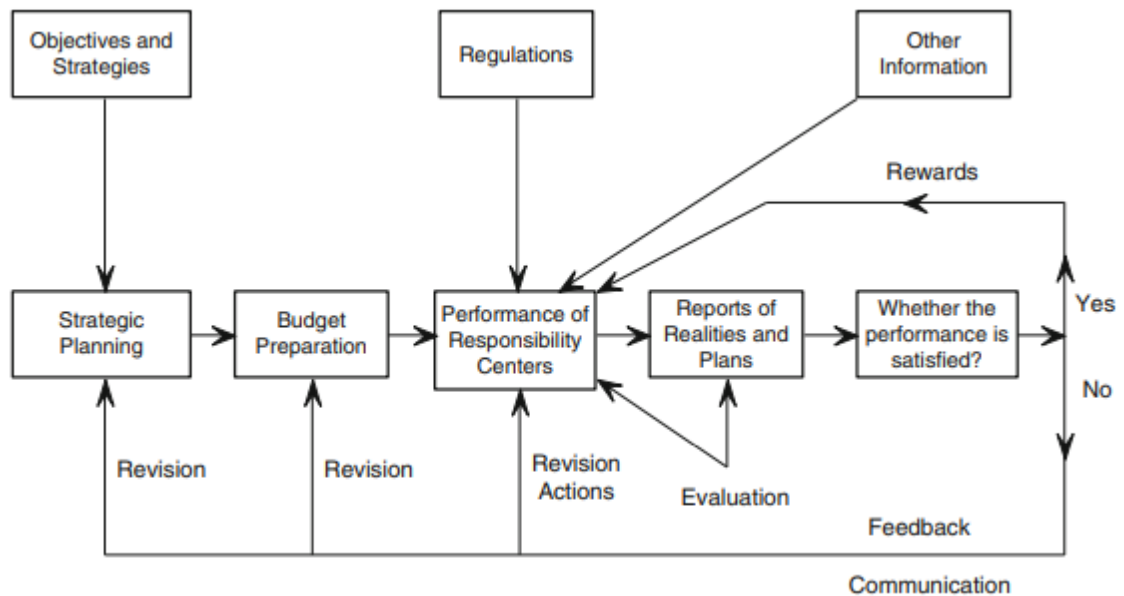 Objectives and
Strategies
Regulations
Other
Information
Rewards
Strategic
Planning
Budget
Preparation
Performance of
Responsibility
Centers
Reports of
Realities and
Plans
Whether the
performance is
satisfied?
Yes
No
Revision
Revision
Revision
Actions
Evaluation
Feedback
Communication